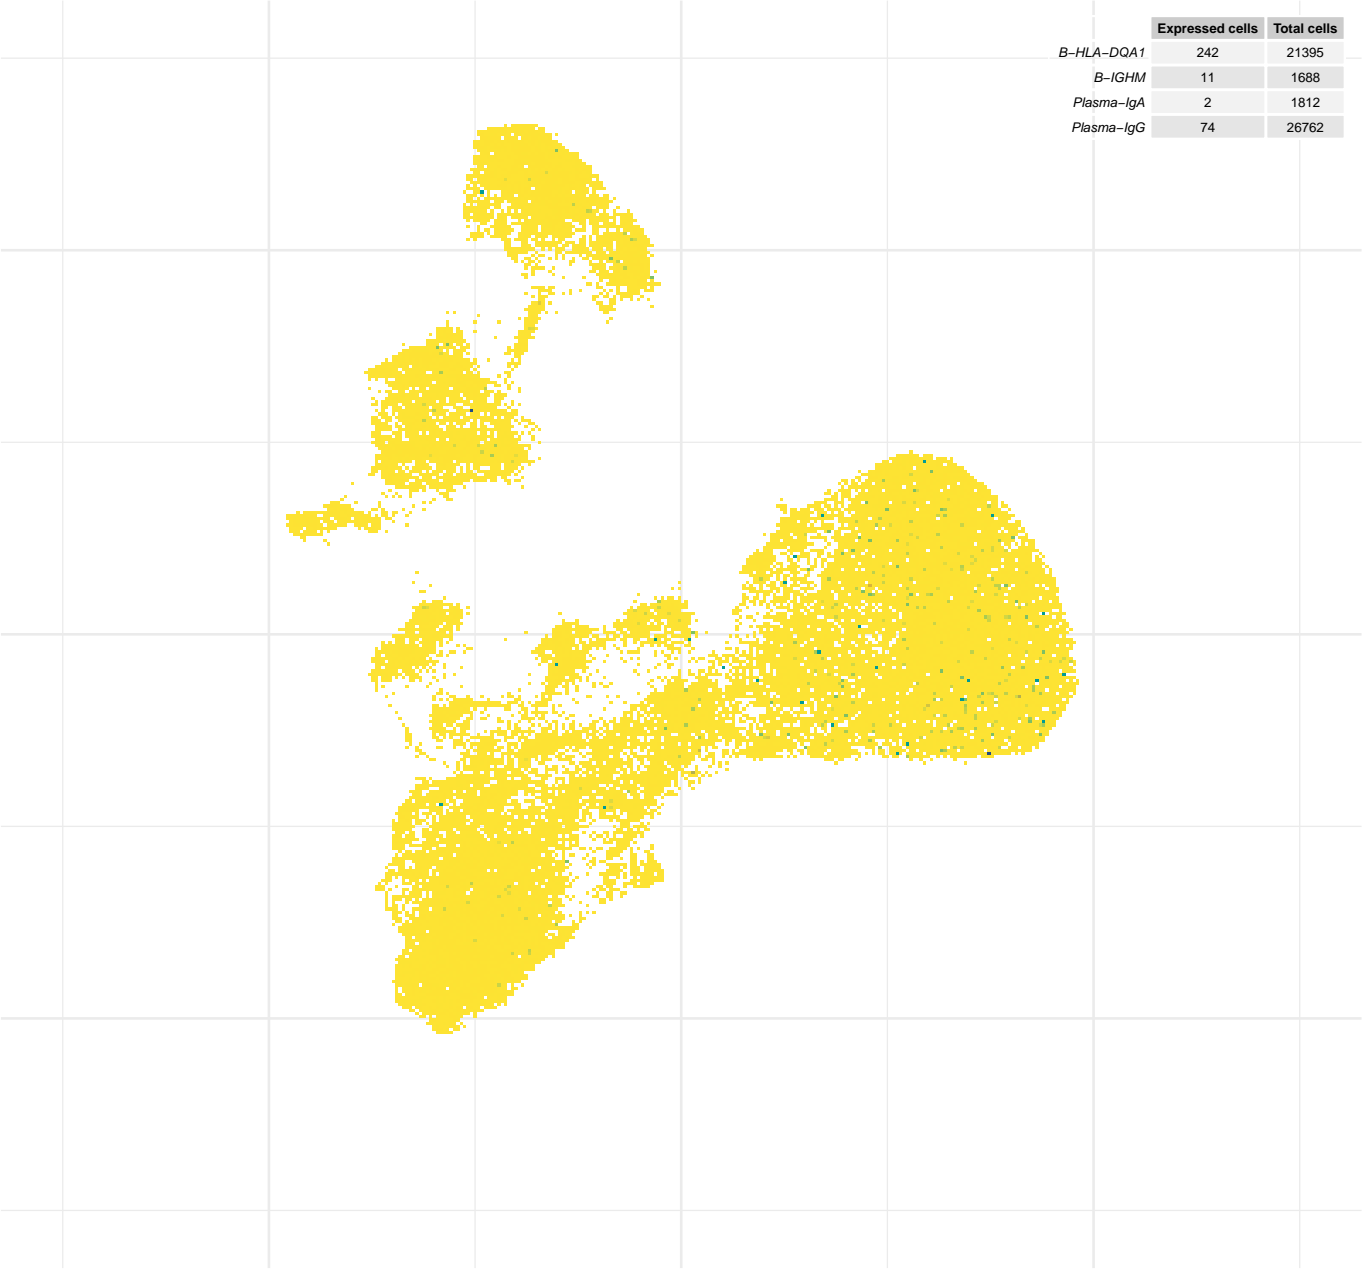 Expressed cells Total cells
B−HLA−DQA1 242 21395
B−IGHM 11 1688
Plasma−IgA 2 1812
Plasma−IgG 74 26762